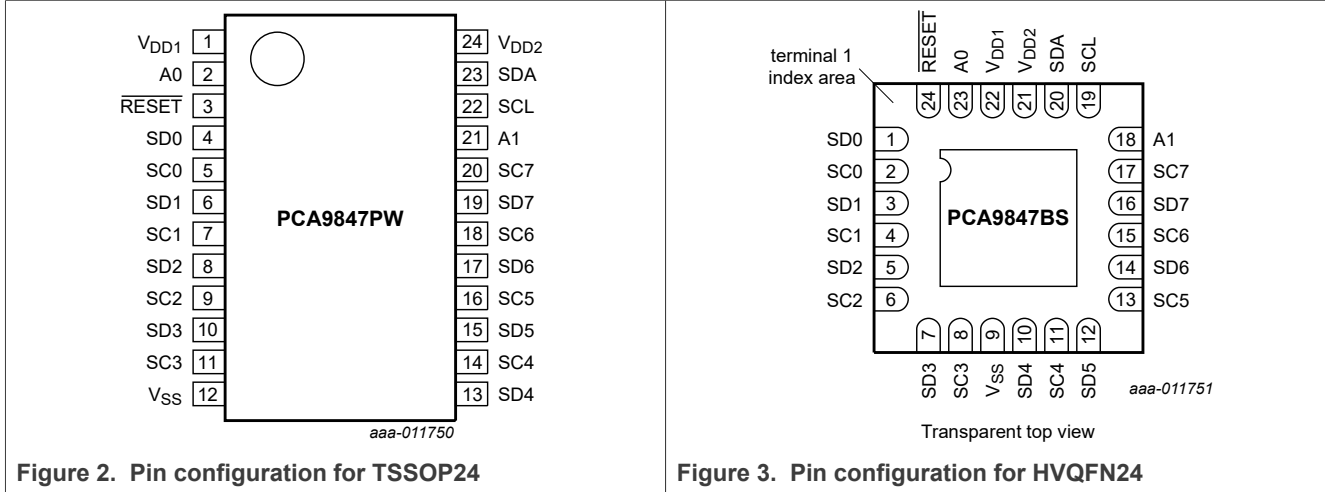 VDD1 1
A0 2
RESET 3
SD0 4
SC0 5
SD1 6
SC1 7
SD2 8
SC2 9
SD3 10
SC3 11
VSS 12
PCA9847PW
24 VDD2
23 SDA
22 SCL
21 A1
20 SC7
19 SD7
18 SC6
17 SD6
16 SC5
15 SD5
14 SC4
13 SD4
aaa-011750
Figure 2. Pin configuration for TSSOP24
terminal 1
index area
RESET A0 VDD1 VDD2 SDA SCL
24 23 22 21 20 19
SD0 1
SC0 2
SD1 3
SC1 4
SD2 5
SC2 6
PCA9847BS
18 A1
17 SC7
16 SD7
15 SC6
14 SD6
13 SC5
7 8 9 10 11 12
SD3 SC3 VSS SD4 SC4 SD5
aaa-011751
Transparent top view
Figure 3. Pin configuration for HVQFN24